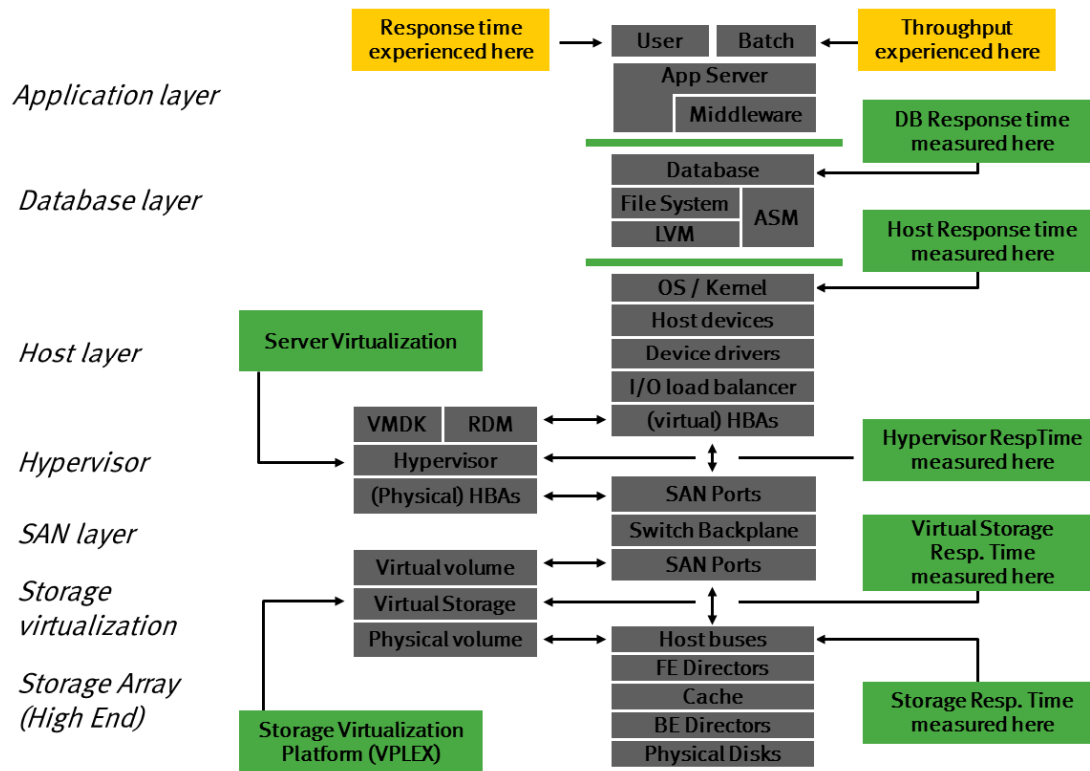 Response time
experienced here
User
Batch
Throughput
experienced here
Application layer
App Server
Middleware
DB Response time
measured here
Database layer
Database
File System
ASM
LVM
Host Response time
measured here
OS / Kernel
Host devices
Host layer
Server Virtualization
Device drivers
I/O load balancer
VMDK
RDM
(virtual) HBAs
Hypervisor
Hypervisor
Hypervisor RespTime
measured here
(Physical) HBAs
SAN Ports
SAN layer
Switch Backplane
Virtual Storage
Resp. Time
measured here
Virtual volume
SAN Ports
Storage
virtualization
Virtual Storage
Physical volume
Host buses
FE Directors
Storage Array
(High End)
Cache
Storage Resp. Time
measured here
Storage Virtualization
Platform (VPLEX)
BE Directors
Physical Disks